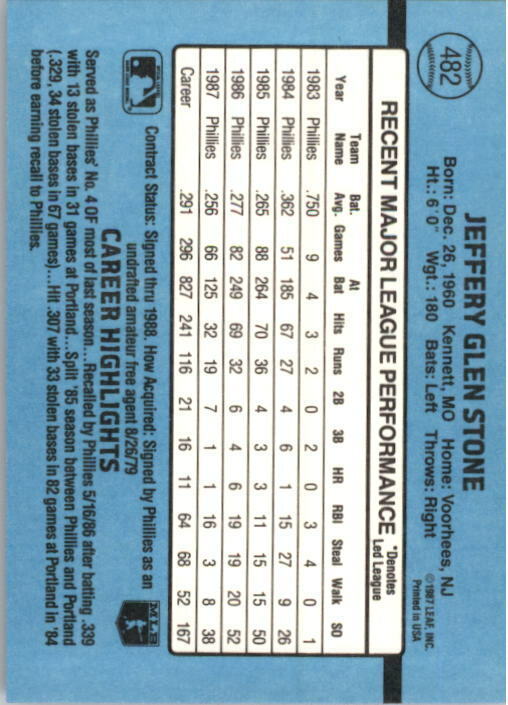 482
JEFFERY GLEN STONE
Born: Dec. 26, 1960 Kennett, MO Home: Voorhees, NJ
Ht.: 6'0" Wgt.: 180 Bats: Left Throws: Right
©1987 LEAF, INC.
Printed in USA
RECENT MAJOR LEAGUE PERFORMANCE *Denotes Led League
Year Team Name Bat. Avg. Games At Bat Hits Runs 2B 3B HR RBI Steal Walk SO
1983 Phillies .750 9 4 3 2 0 2 0 3 4 0 1
1984 Phillies .362 51 185 67 27 4 6 1 15 27 9 26
1985 Phillies .265 88 264 70 36 4 3 3 11 15 15 50
1986 Phillies .277 82 249 69 32 6 4 6 19 19 20 52
1987 Phillies .256 66 125 32 19 7 1 1 16 3 8 38
Career .291 296 827 241 116 21 16 11 64 68 52 167
Contract Status: Signed thru 1988. How Acquired: Signed by Phillies as an
undrafted amateur free agent 8/26/79
MLB
CAREER HIGHLIGHTS
Served as Phillies' No. 4 OF most of last season...Recalled by Phillies 5/16/86 after batting .339
with 13 stolen bases in 31 games at Portland...Split '85 season between Phillies and Portland
(.329, 34 stolen bases in 67 games)...Hit .307 with 33 stolen bases in 82 games at Portland in '84
before earning recall to Phillies.